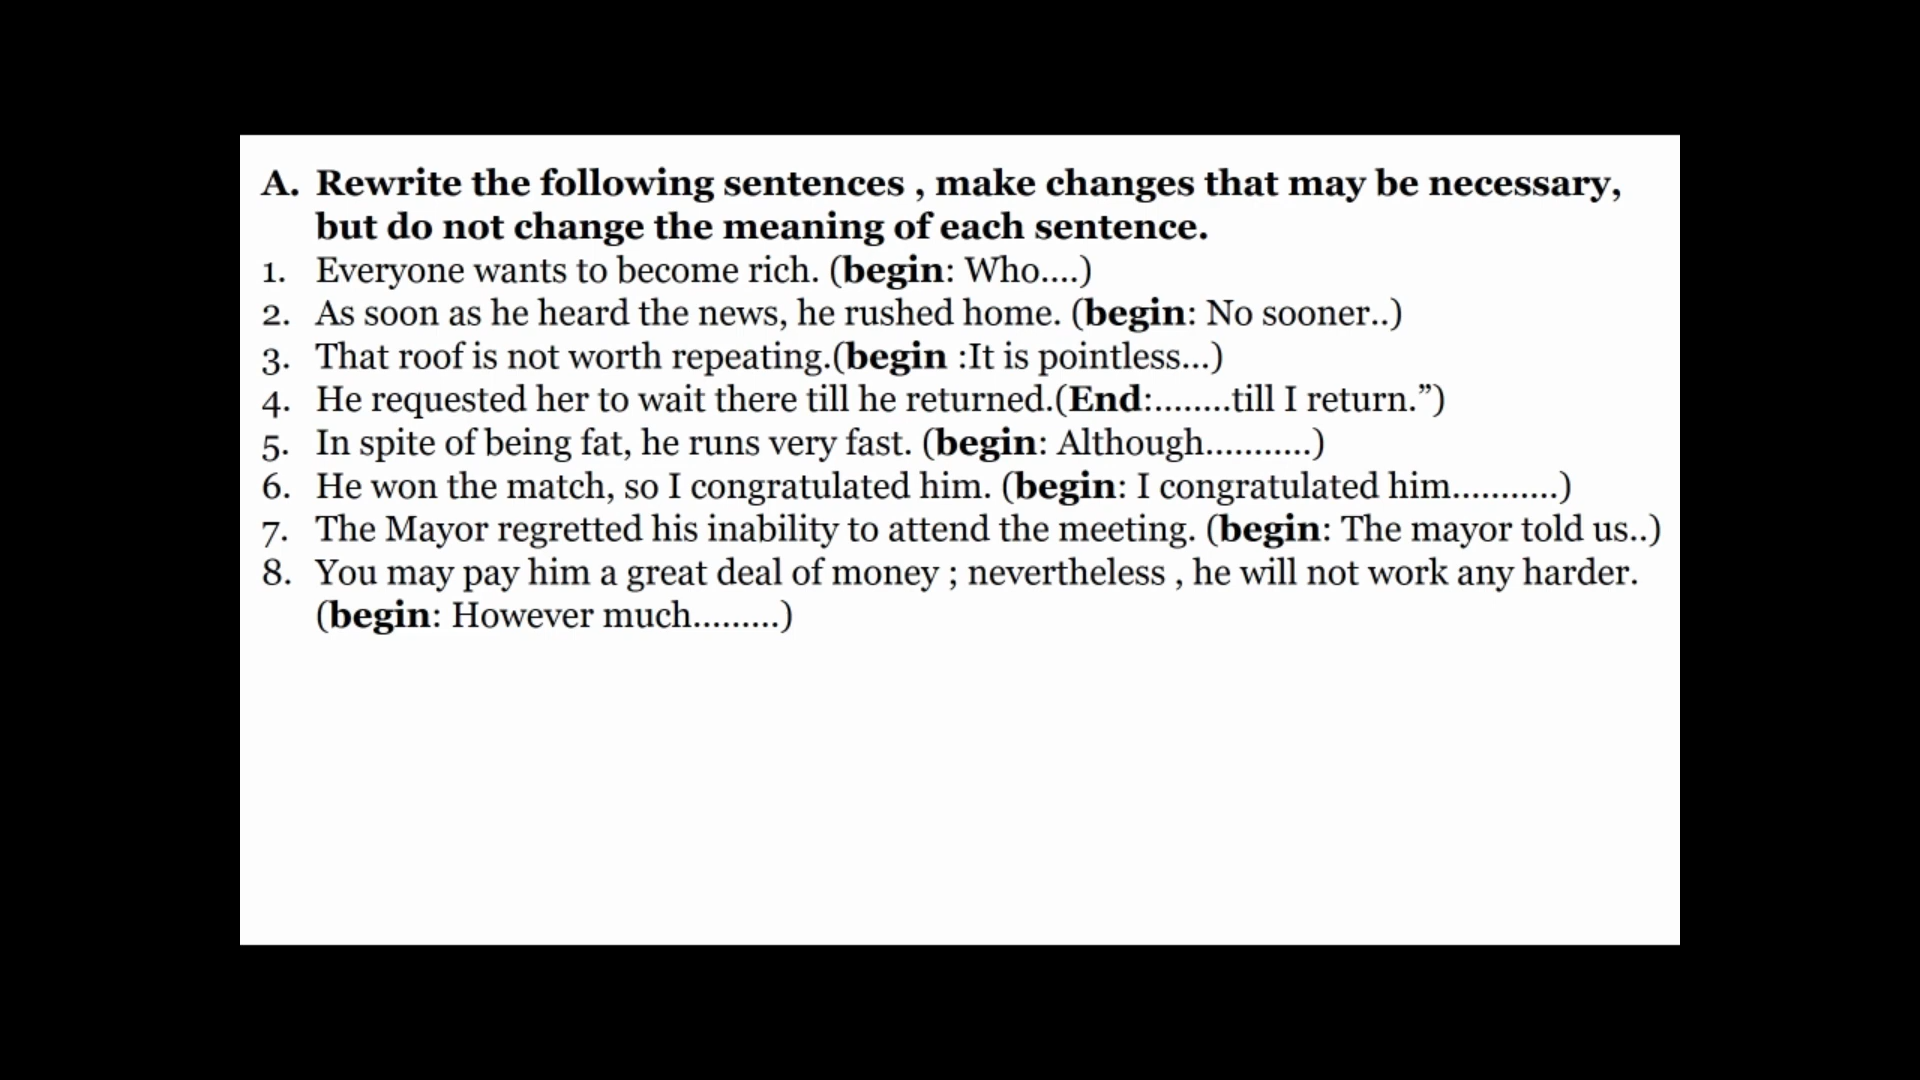 A. Rewrite the following sentences , make changes that may be necessary,
but do not change the meaning of each sentence.
1. Everyone wants to become rich. (begin: Who....)
2. As soon as he heard the news, he rushed home. (begin: No sooner..)
3. That roof is not worth repeating.(begin :It is pointless...)
4. He requested her to wait there till he returned.(End:........till I return.”)
5. In spite of being fat, he runs very fast. (begin: Although...........)
6. He won the match, so I congratulated him. (begin: I congratulated him...........)
7. The Mayor regretted his inability to attend the meeting. (begin: The mayor told us..)
8. You may pay him a great deal of money ; nevertheless , he will not work any harder.
(begin: However much.........)